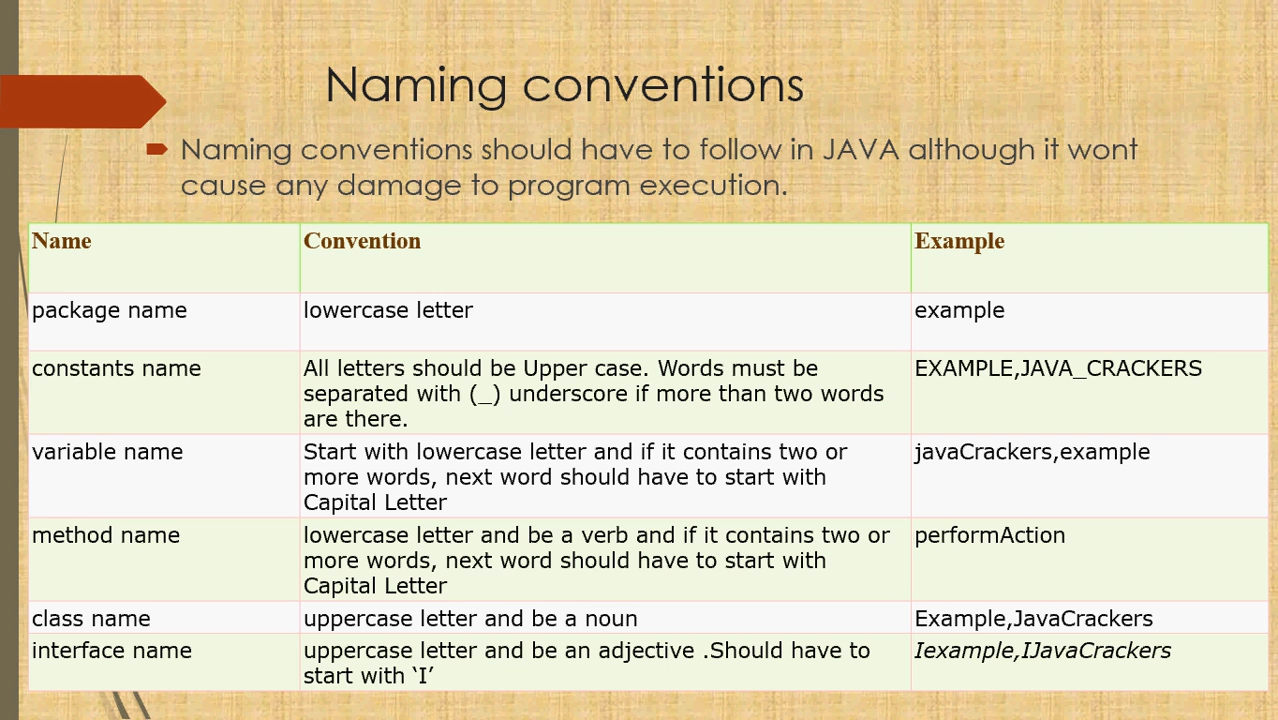 Naming conventions
Naming conventions should have to follow in JAVA although it wont
cause any damage to program execution.
Name Convention Example
package name lowercase letter example
constants name All letters should be Upper case. Words must be EXAMPLE,JAVA_CRACKERS
separated with (_) underscore if more than two words
are there.
variable name Start with lowercase letter and if it contains two or javaCrackers,example
more words, next word should have to start with
Capital Letter
method name lowercase letter and be a verb and if it contains two or performAction
more words, next word should have to start with
Capital Letter
class name uppercase letter and be a noun Example,JavaCrackers
interface name uppercase letter and be an adjective .Should have to Iexample,IJavaCrackers
start with ‘I’